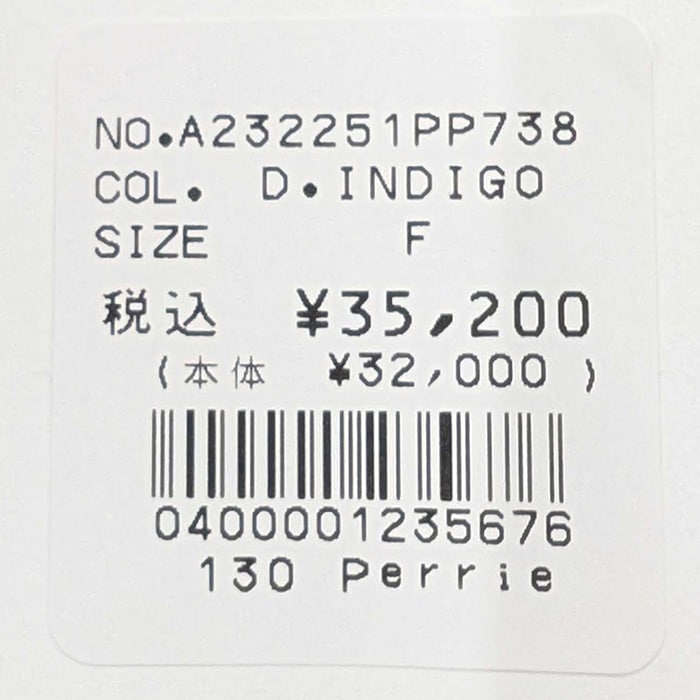 NO.A232251PP738
COL. D.INDIGO
SIZE F
税込 ¥35,200
(本体 ¥32,000 )
0400001235676
130 Perrie